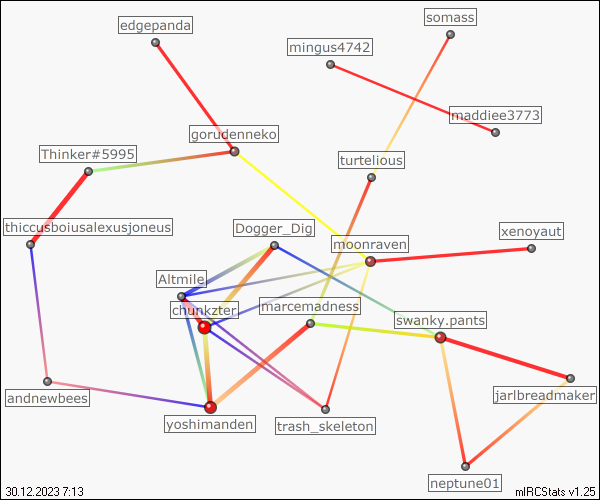 somass
edgepanda
mingus4742
maddiee3773
gorudenneko
Thinker#5995
turtelious
thiccusboiusalexusjoneus
Dogger_Dig
xenoyaut
moonraven
Altmile
marcemadness
chunkzter
swanky.pants
andnewbees
jarlbreadmaker
yoshimanden
trash_skeleton
neptune01
30.12.2023 7:13
mIRCStats v1.25